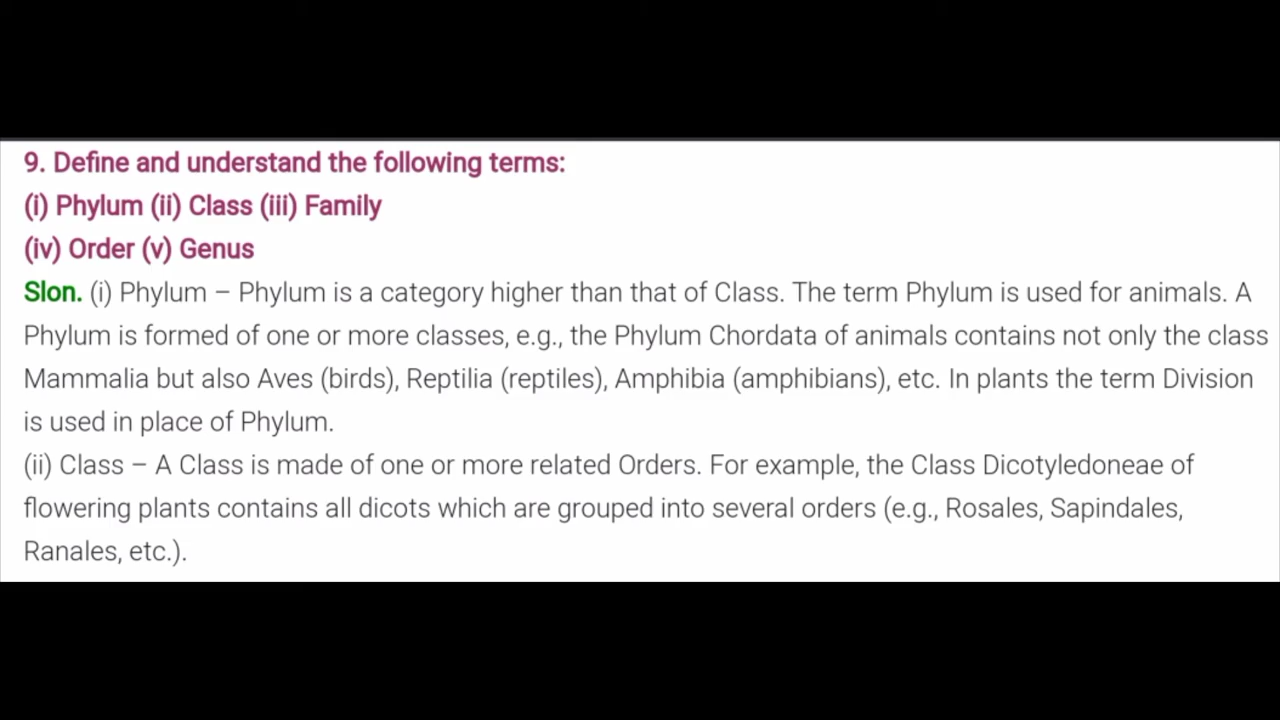 9. Define and understand the following terms:
(i) Phylum (ii) Class (iii) Family
(iv) Order (v) Genus
Slon. (i) Phylum – Phylum is a category higher than that of Class. The term Phylum is used for animals. A
Phylum is formed of one or more classes, e.g., the Phylum Chordata of animals contains not only the class
Mammalia but also Aves (birds), Reptilia (reptiles), Amphibia (amphibians), etc. In plants the term Division
is used in place of Phylum.
(ii) Class – A Class is made of one or more related Orders. For example, the Class Dicotyledoneae of
flowering plants contains all dicots which are grouped into several orders (e.g., Rosales, Sapindales,
Ranales, etc.).